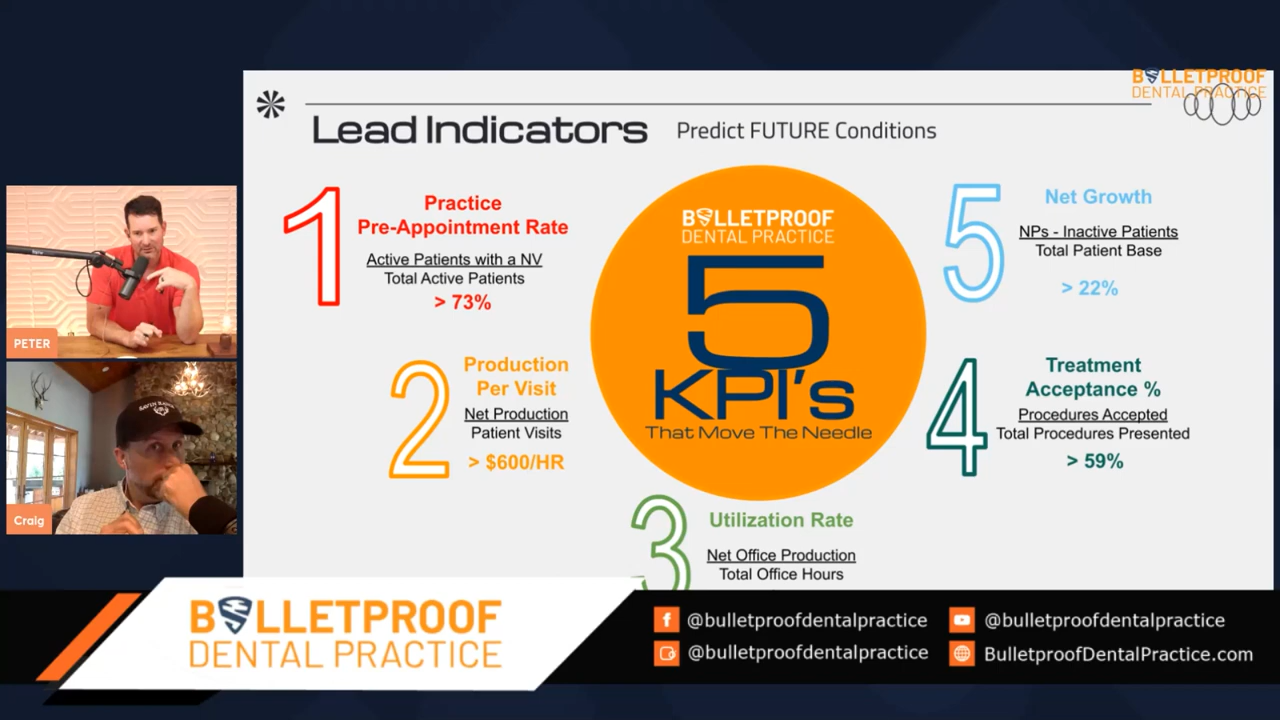 BULLETPROOF
DENTAL PRACTICE
Lead Indicators
Predict FUTURE Conditions
1
Practice
Pre-Appointment Rate
Active Patients with a NV
Total Active Patients
> 73%
2
Production
Per Visit
Net Production
Patient Visits
> $600/HR
BULLETPROOF
DENTAL PRACTICE
5
KPI's
That Move The Needle
3
Utilization Rate
Net Office Production
Total Office Hours
5
Net Growth
NPs - Inactive Patients
Total Patient Base
> 22%
4
Treatment
Acceptance %
Procedures Accepted
Total Procedures Presented
> 59%
PETER
Craig
BULLETPROOF
DENTAL PRACTICE
@bulletproofdentalpractice
@bulletproofdentalpractice
@bulletproofdentalpractice
BulletproofDentalPractice.com